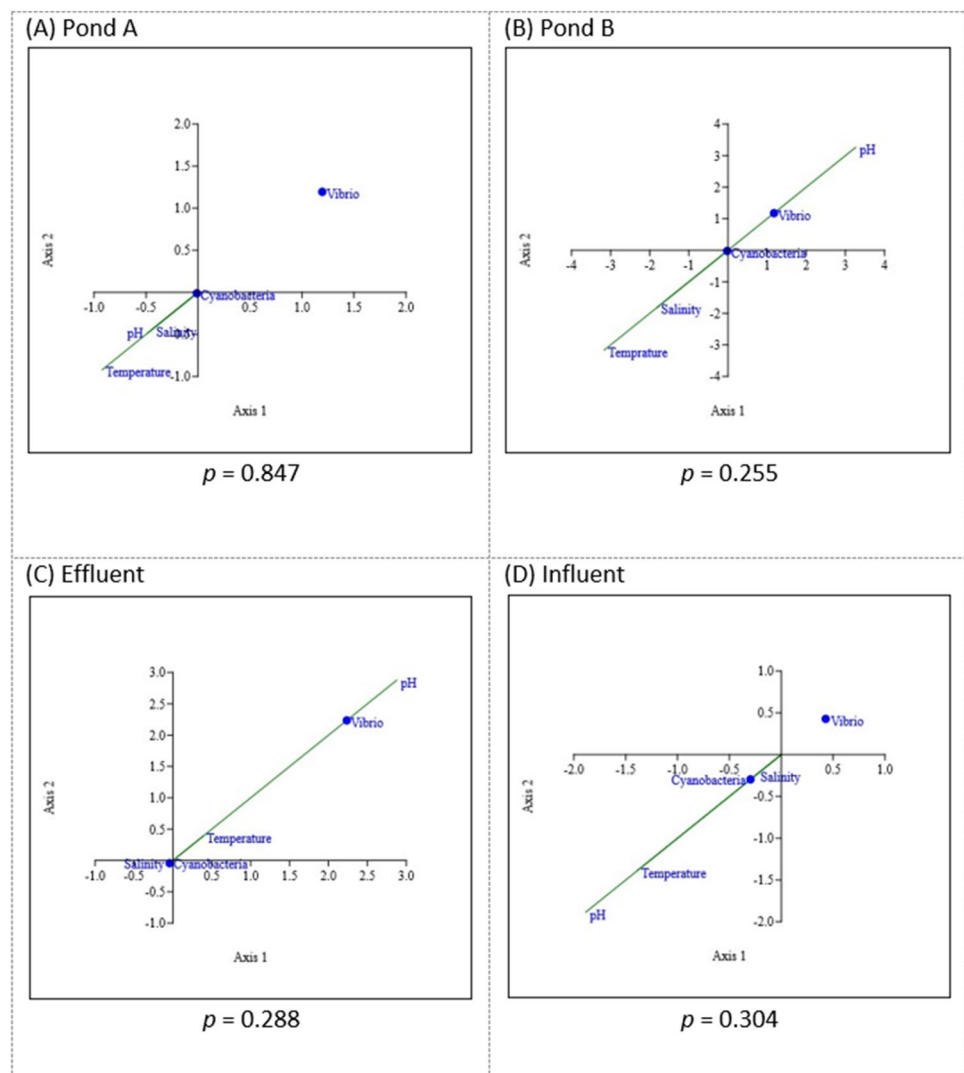 (A) Pond A
2.0
1.5
Vibrio
1.0
0.5
Axis 2
-1.0 -0.5 Cyanobacteria 0.5 1.0 1.5 2.0
pH Salinity
Temperature -1.0
Axis 1
p = 0.847
(B) Pond B
4
pH
3
2
Vibrio
1
Axis 2
Cyanobacteria
-4 -3 -2 -1 1 2 3 4
-1
Salinity
-2
Temprature
-3
-4
Axis 1
p = 0.255
(C) Effluent
3.0
pH
2.5
Vibrio
2.0
1.5
Axis 2
1.0
0.5
Temperature
Salinity Cyanobacteria
-1.0 -0.5 0.5 1.0 1.5 2.0 2.5 3.0
-0.5
-1.0
Axis 1
p = 0.288
(D) Influent
1.0
0.5
Vibrio
Axis 2
-2.0 -1.5 -1.0 -0.5 0.5 1.0
Cyanobacteria Salinity
-0.5
-1.0
Temperature
-1.5
pH
-2.0
Axis 1
p = 0.304